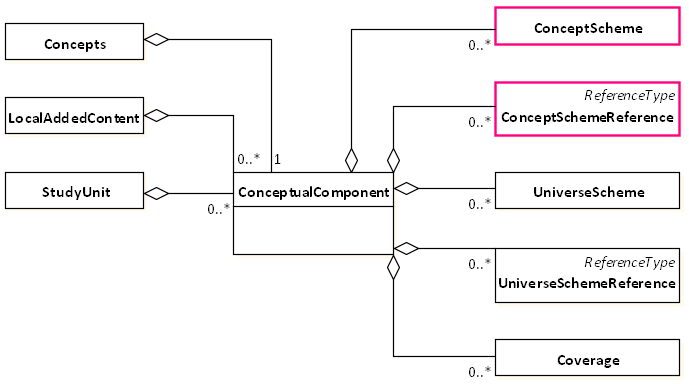 Concepts
LocalAddedContent
StudyUnit
0..*
1
0..*
ConceptualComponent
ConceptScheme
0..*
ReferenceType
ConceptSchemeReference
0..*
UniverseScheme
0..*
ReferenceType
UniverseSchemeReference
0..*
Coverage
0..*